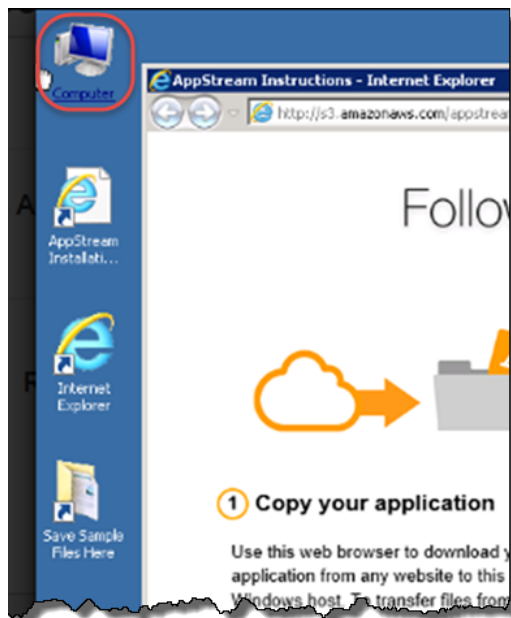 Computer
AppStream Instructions - Internet Explorer
http://s3.amazonaws.com/appstrea
AppStream
Installati...
Follow
Internet
Explorer
1 Copy your application
Save Sample
Files Here
Use this web browser to download y
application from any website to this
Windows host. To transfer files from